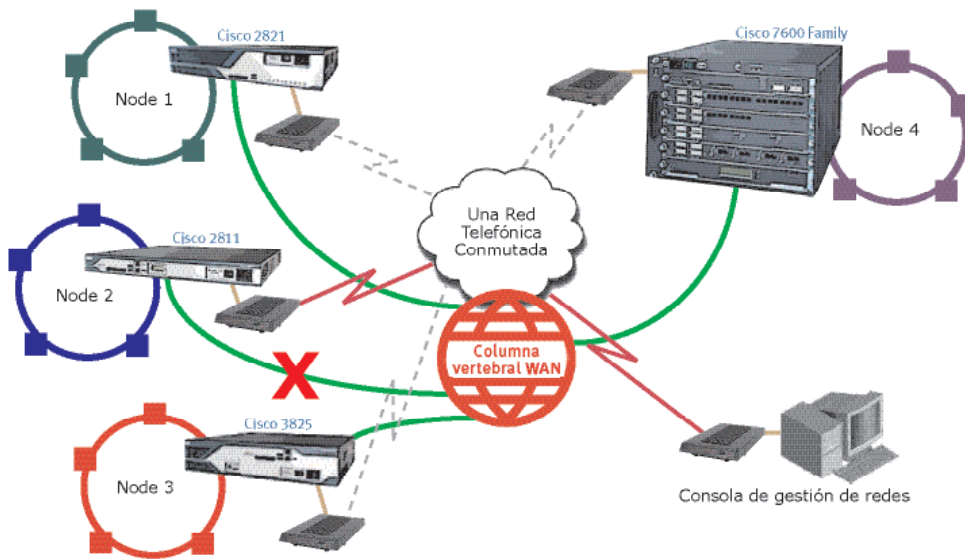 Cisco 2821
Node 1
Cisco 7600 Family
Node 4
Una Red
Telefónica
Conmutada
Cisco 2811
Node 2
X
Columna
vertebral WAN
Cisco 3825
Node 3
Consola de gestión de redes